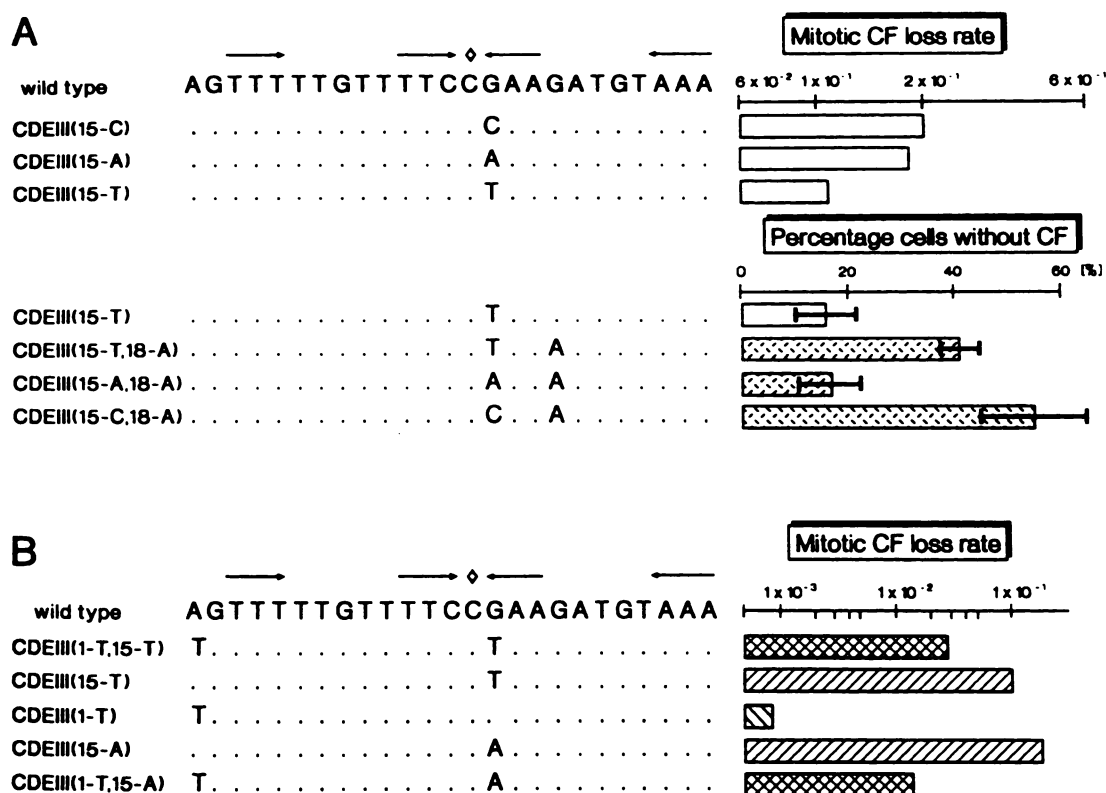 A
Mitotic CF loss rate
wild type A G T T T T T G T T T T C C G A A G A T G T A A A
6 x 10⁻² 1 x 10⁻¹ 2 x 10⁻¹ 6 x 10⁻¹
CDEIII(15-C) . . . . . . . . . . . . . . C . . . . . . . . . .
CDEIII(15-A) . . . . . . . . . . . . . . A . . . . . . . . . .
CDEIII(15-T) . . . . . . . . . . . . . . T . . . . . . . . . .
Percentage cells without CF
0 20 40 60 [%]
CDEIII(15-T) . . . . . . . . . . . . . . T . . . . . . . . . .
CDEIII(15-T,18-A) . . . . . . . . . . . . . . T . . A . . . . . . .
CDEIII(15-A,18-A) . . . . . . . . . . . . . . A . . A . . . . . . .
CDEIII(15-C,18-A) . . . . . . . . . . . . . . C . . A . . . . . . .
B
Mitotic CF loss rate
wild type A G T T T T T G T T T T C C G A A G A T G T A A A
1 x 10⁻³ 1 x 10⁻² 1 x 10⁻¹
CDEIII(1-T,15-T) T . . . . . . . . . . . . . T . . . . . . . . . .
CDEIII(15-T) . . . . . . . . . . . . . . T . . . . . . . . . .
CDEIII(1-T) T . . . . . . . . . . . . . . . . . . . . . . . .
CDEIII(15-A) . . . . . . . . . . . . . . A . . . . . . . . . .
CDEIII(1-T,15-A) T . . . . . . . . . . . . . A . . . . . . . . . .